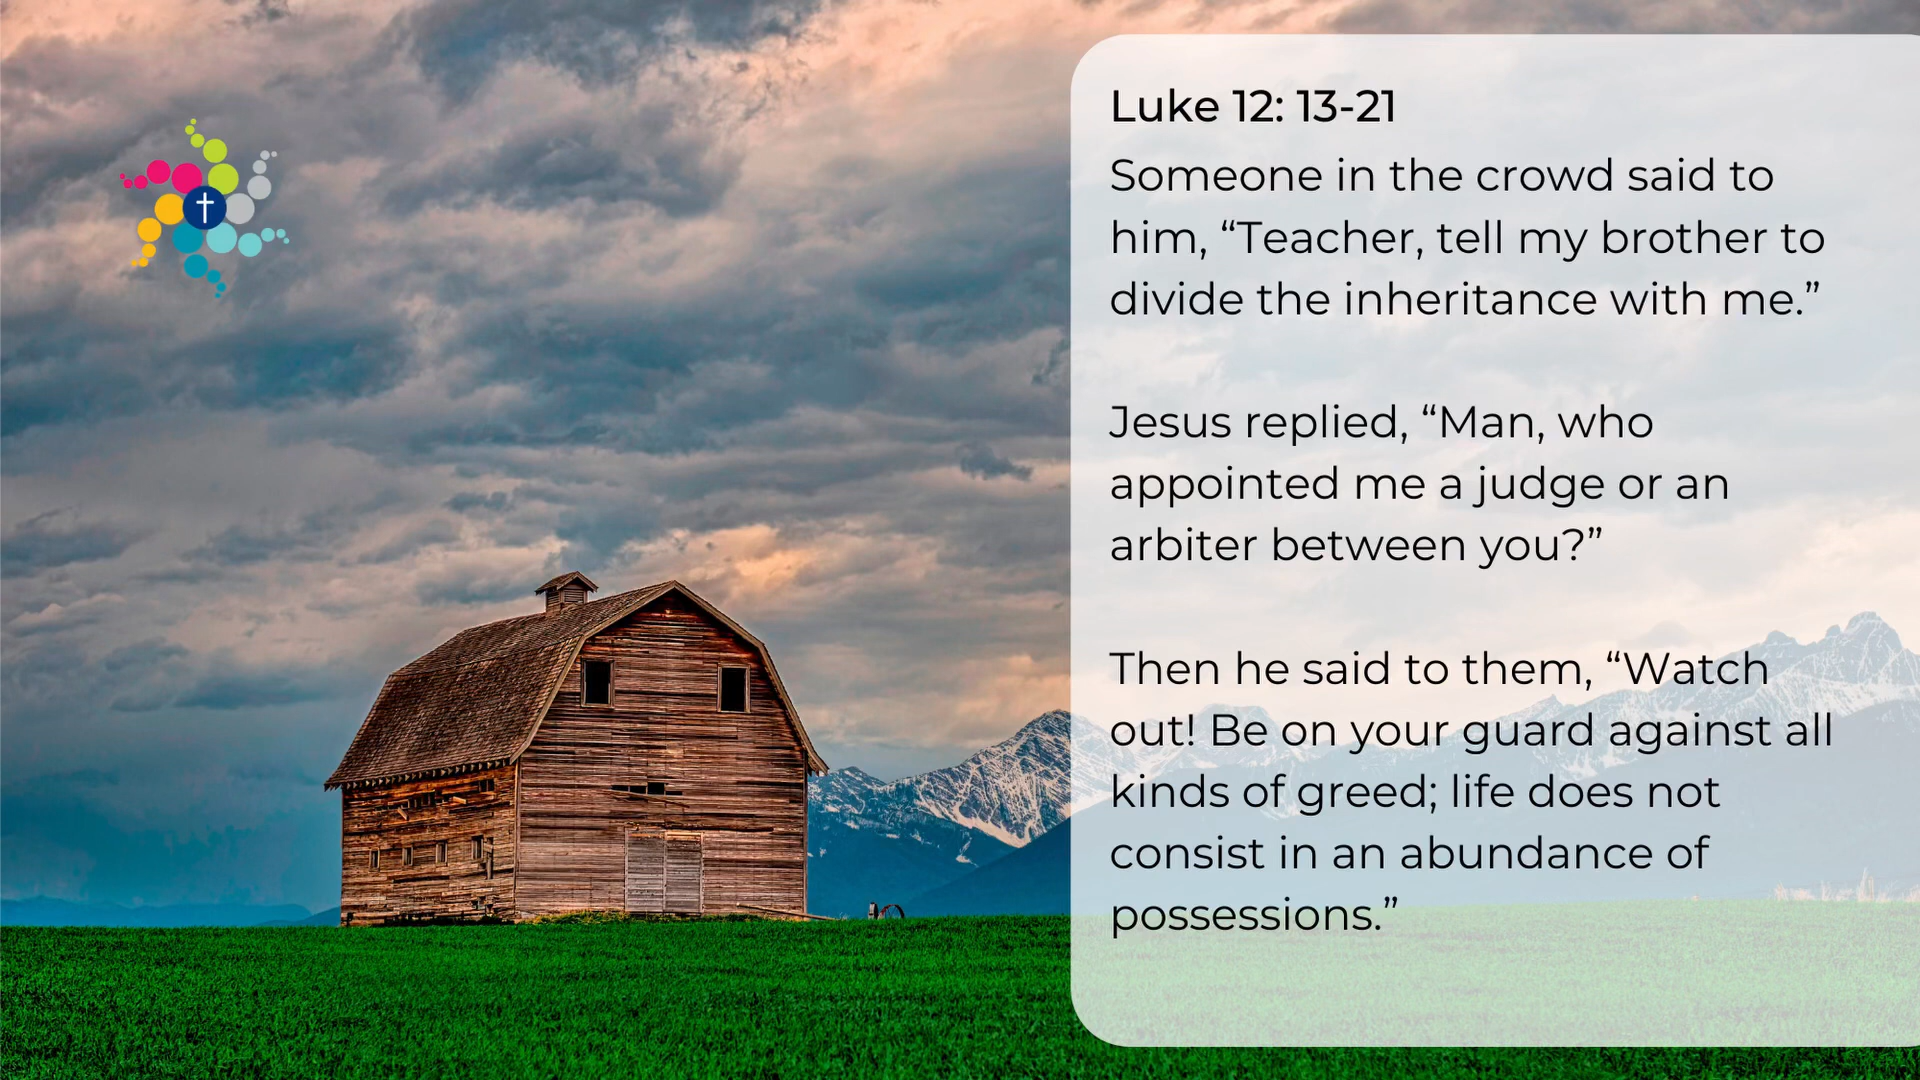 Luke 12: 13-21
Someone in the crowd said to
him, “Teacher, tell my brother to
divide the inheritance with me.”
Jesus replied, “Man, who
appointed me a judge or an
arbiter between you?”
Then he said to them, “Watch
out! Be on your guard against all
kinds of greed; life does not
consist in an abundance of
possessions.”